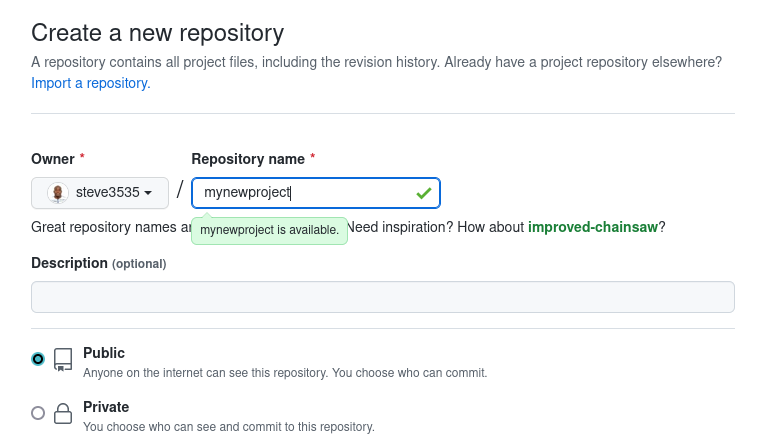 Create a new repository
A repository contains all project files, including the revision history. Already have a project repository elsewhere?
Import a repository.
Owner * Repository name *
steve3535 / mynewproject
Great repository names Need inspiration? How about improved-chainsaw?
mynewproject is available.
Description (optional)
Public
Anyone on the internet can see this repository. You choose who can commit.
Private
You choose who can see and commit to this repository.